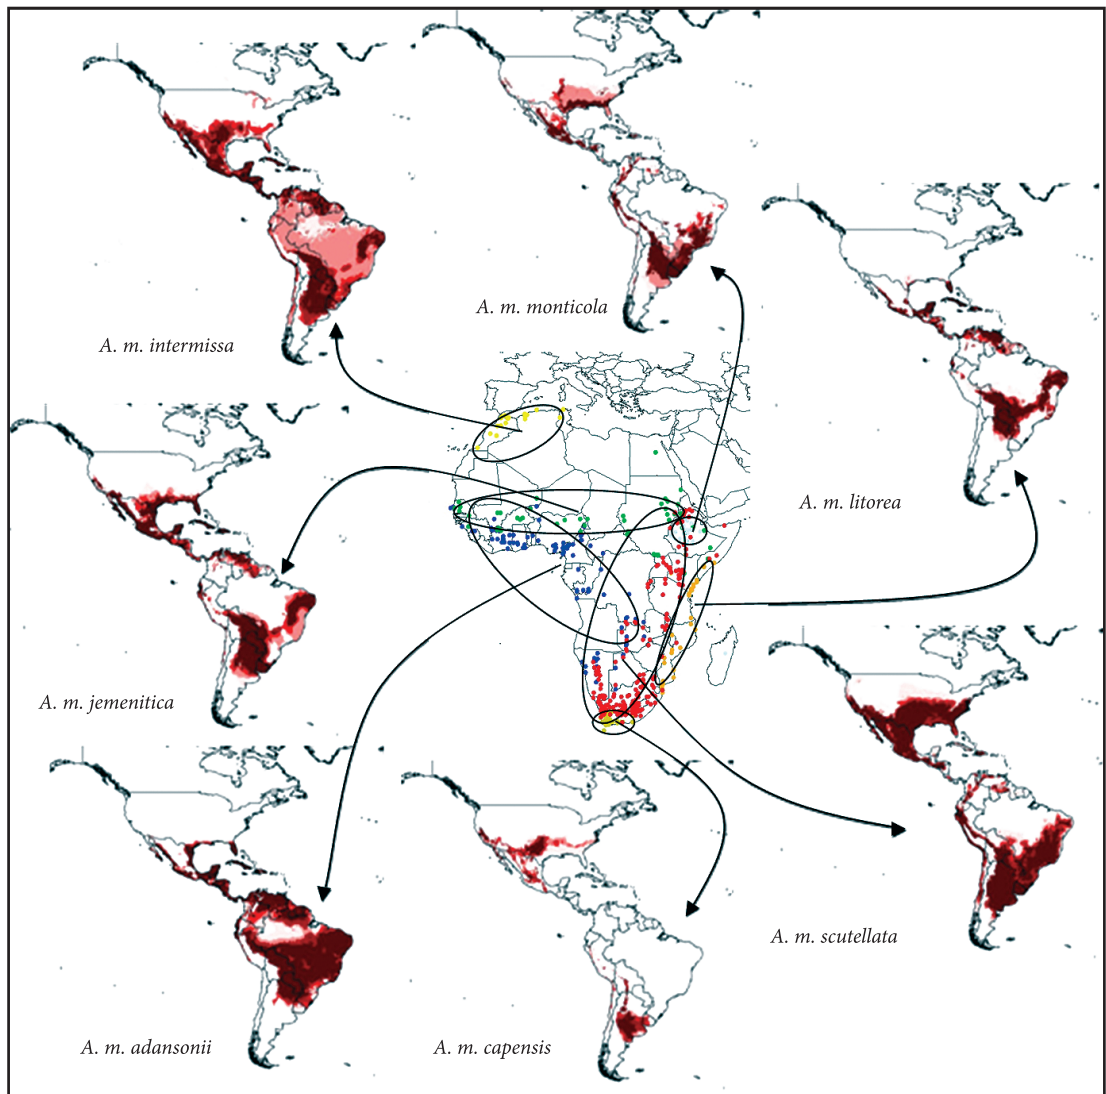 A. m. monticola
A. m. intermissa
A. m. litorea
A. m. jemenitica
A. m. scutellata
A. m. adansonii
A. m. capensis